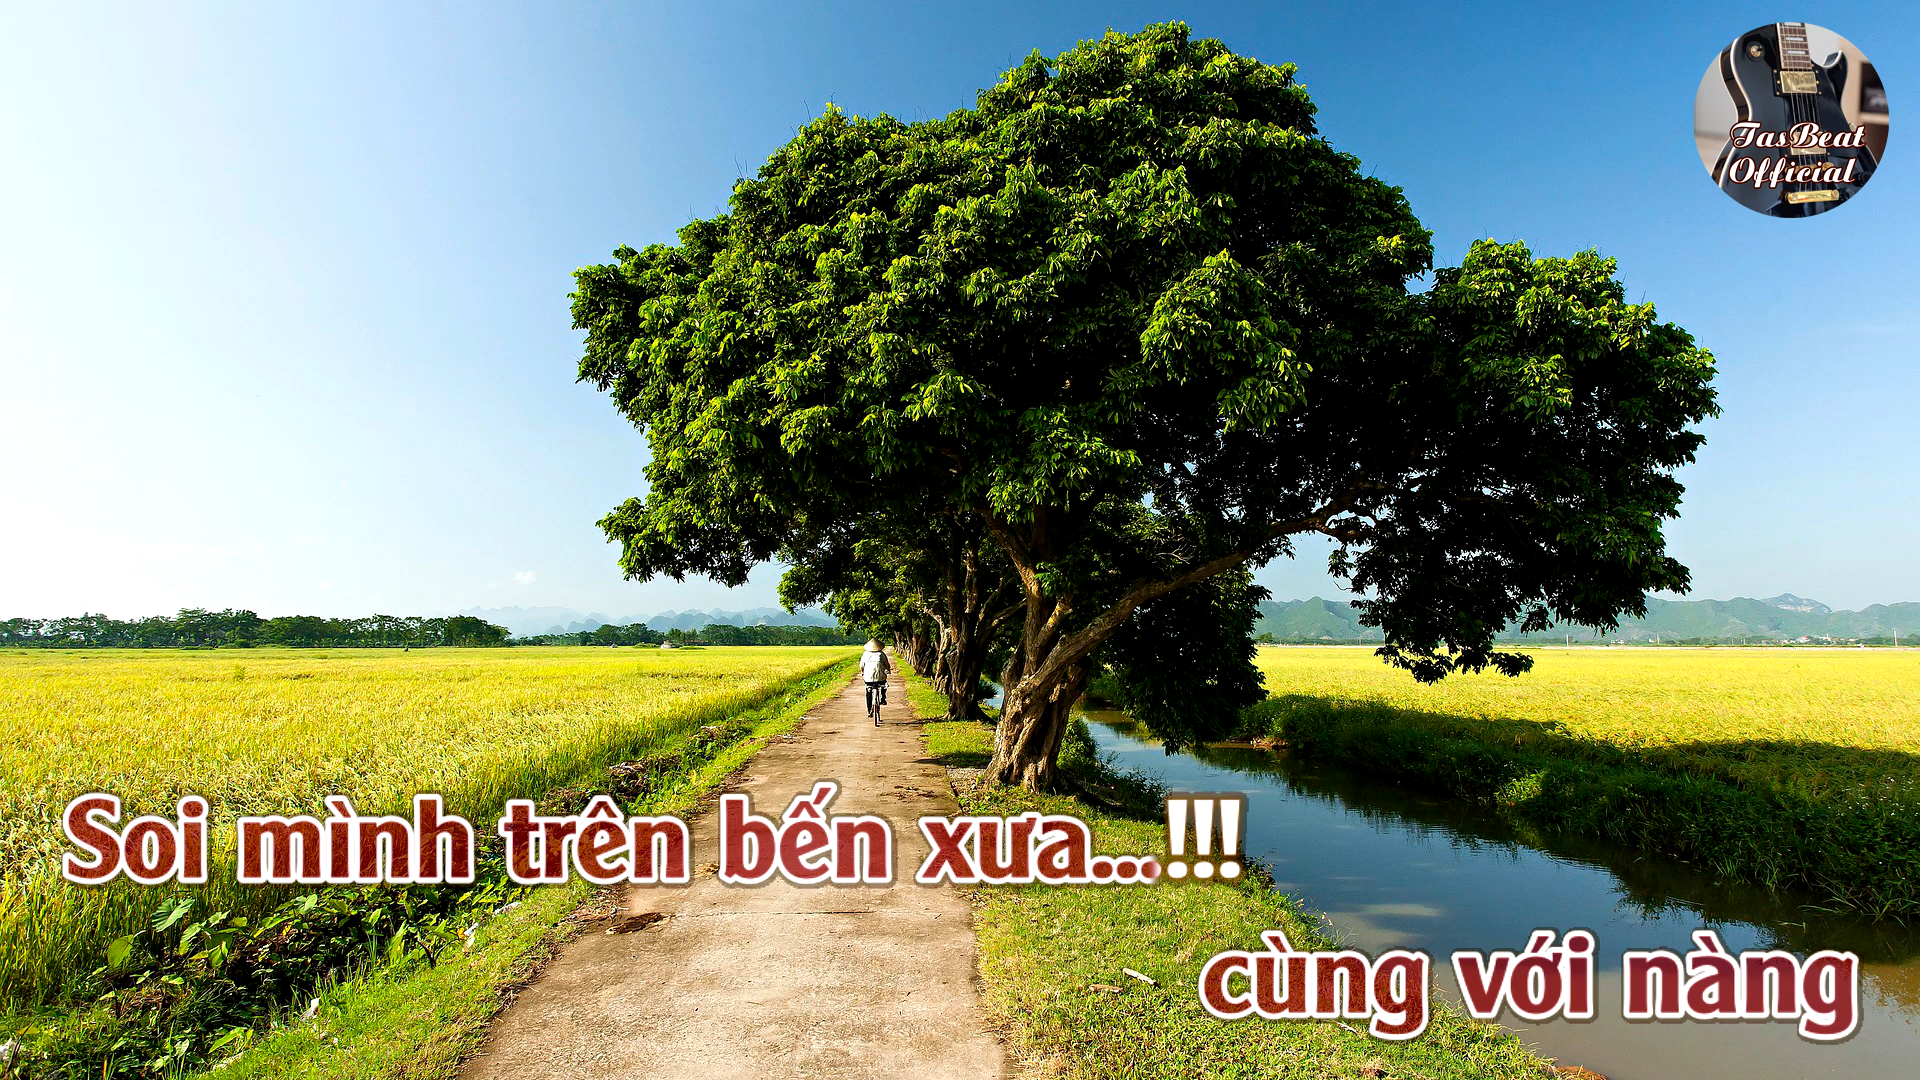 TasBeat
Official
Soi mình trên bến xưa...!!!
cùng với nàng